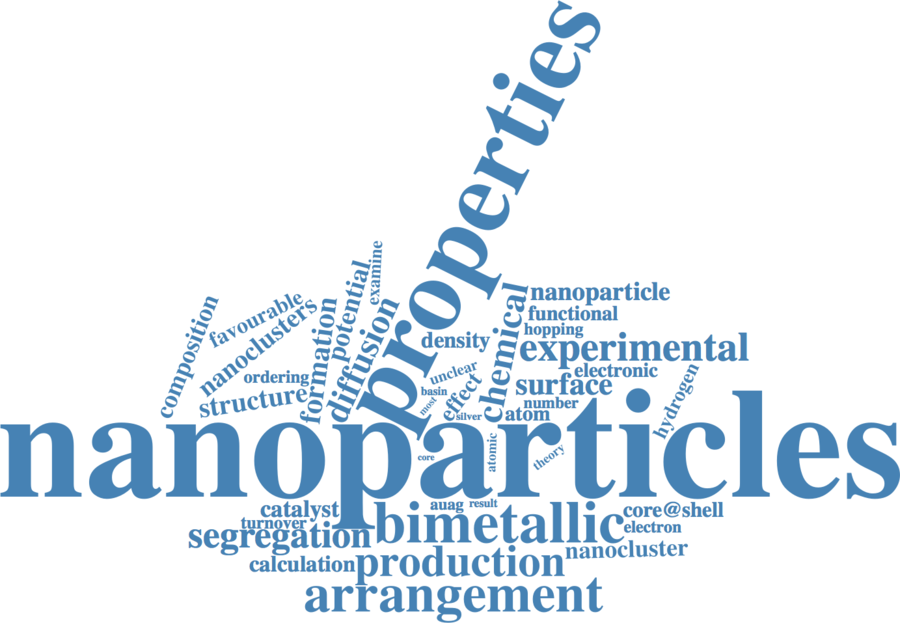 properties
examine
potential
composition
favourable
nanoclusters
formation
diffusion
chemical
nanoparticle
functional
hopping
density
experimental
ordering
structure
unclear
basin
most
effect
electronic
surface
number
hydrogen
silver
atom
nanoparticles
core
atomic
theory
catalyst
turnover
segregation
auag
result
bimetallic
core@shell
electron
calculation
production
nanocluster
arrangement